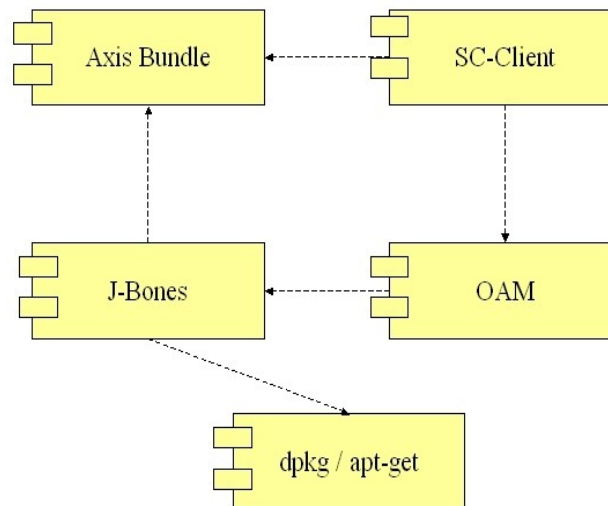 Axis Bundle
SC-Client
J-Bones
OAM
dpkg / apt-get